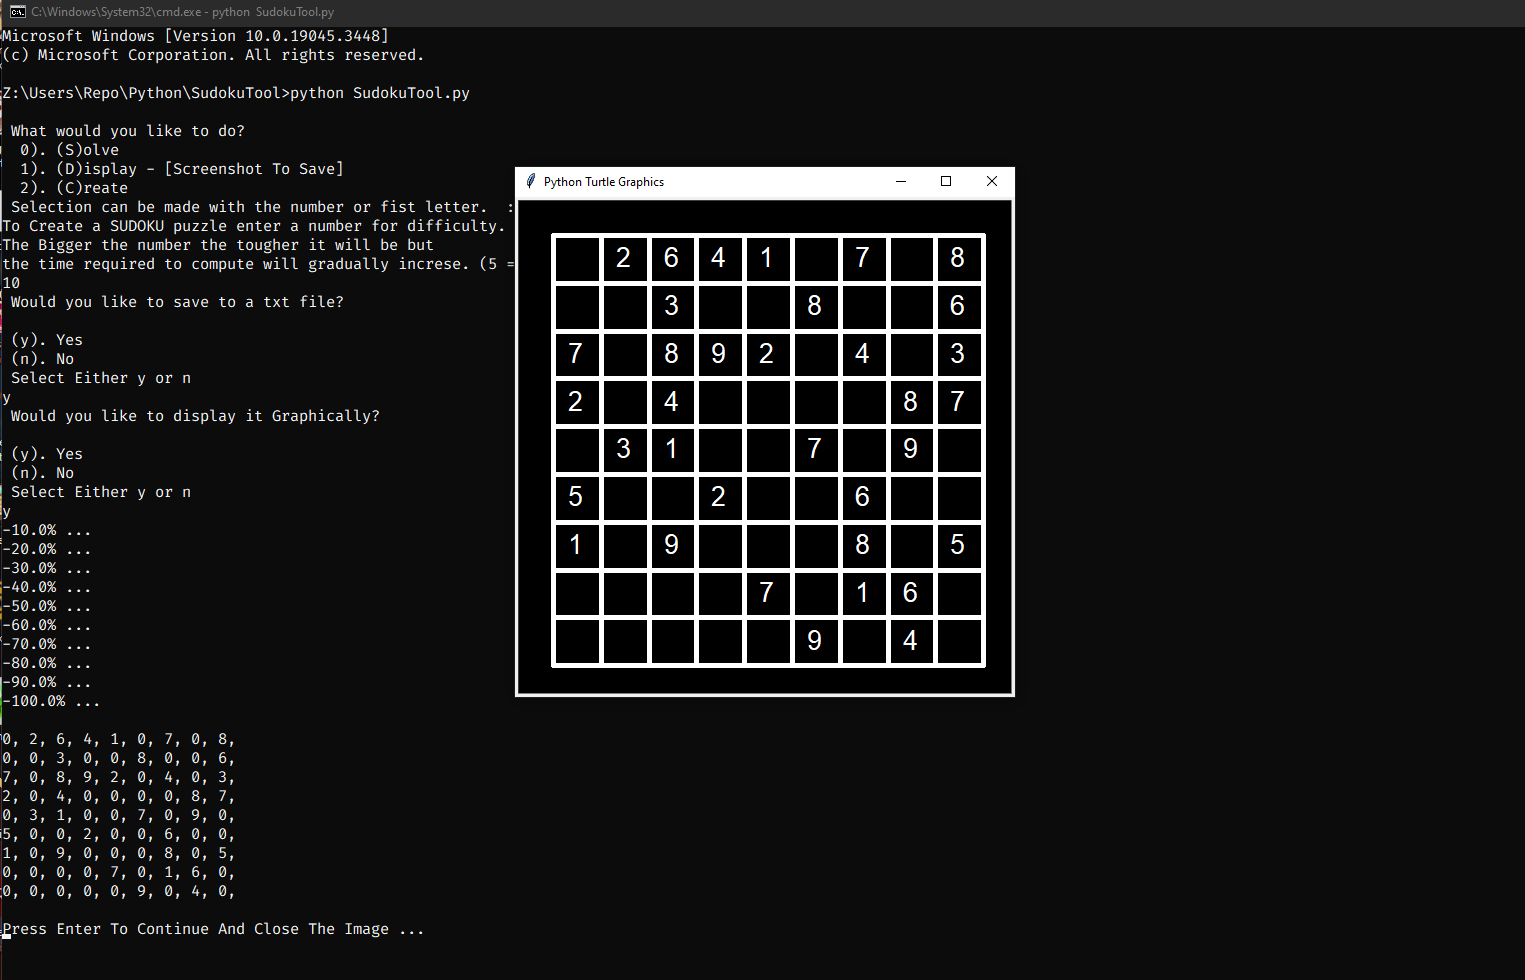 C:\Windows\System32\cmd.exe - python  SudokuTool.py
Microsoft Windows [Version 10.0.19045.3448]
(c) Microsoft Corporation. All rights reserved.
Z:\Users\Repo\Python\SudokuTool>python SudokuTool.py
What would you like to do?
0). (S)olve
1). (D)isplay - [Screenshot To Save]
2). (C)reate
Selection can be made with the number or fist letter.  :
To Create a SUDOKU puzzle enter a number for difficulty.
The Bigger the number the tougher it will be but
the time required to compute will gradually increse. (5 =
10
Would you like to save to a txt file?
(y). Yes
(n). No
Select Either y or n
y
Would you like to display it Graphically?
(y). Yes
(n). No
Select Either y or n
y
-10.0% ...
-20.0% ...
-30.0% ...
-40.0% ...
-50.0% ...
-60.0% ...
-70.0% ...
-80.0% ...
-90.0% ...
-100.0% ...
0, 2, 6, 4, 1, 0, 7, 0, 8,
0, 0, 3, 0, 0, 8, 0, 0, 6,
7, 0, 8, 9, 2, 0, 4, 0, 3,
2, 0, 4, 0, 0, 0, 0, 8, 7,
0, 3, 1, 0, 0, 7, 0, 9, 0,
5, 0, 0, 2, 0, 0, 6, 0, 0,
1, 0, 9, 0, 0, 0, 8, 0, 5,
0, 0, 0, 0, 7, 0, 1, 6, 0,
0, 0, 0, 0, 0, 9, 0, 4, 0,
Press Enter To Continue And Close The Image ...
Python Turtle Graphics
2 6 4 1 7 8
3 8 6
7 8 9 2 4 3
2 4 8 7
3 1 7 9
5 2 6
1 9 8 5
7 1 6
9 4